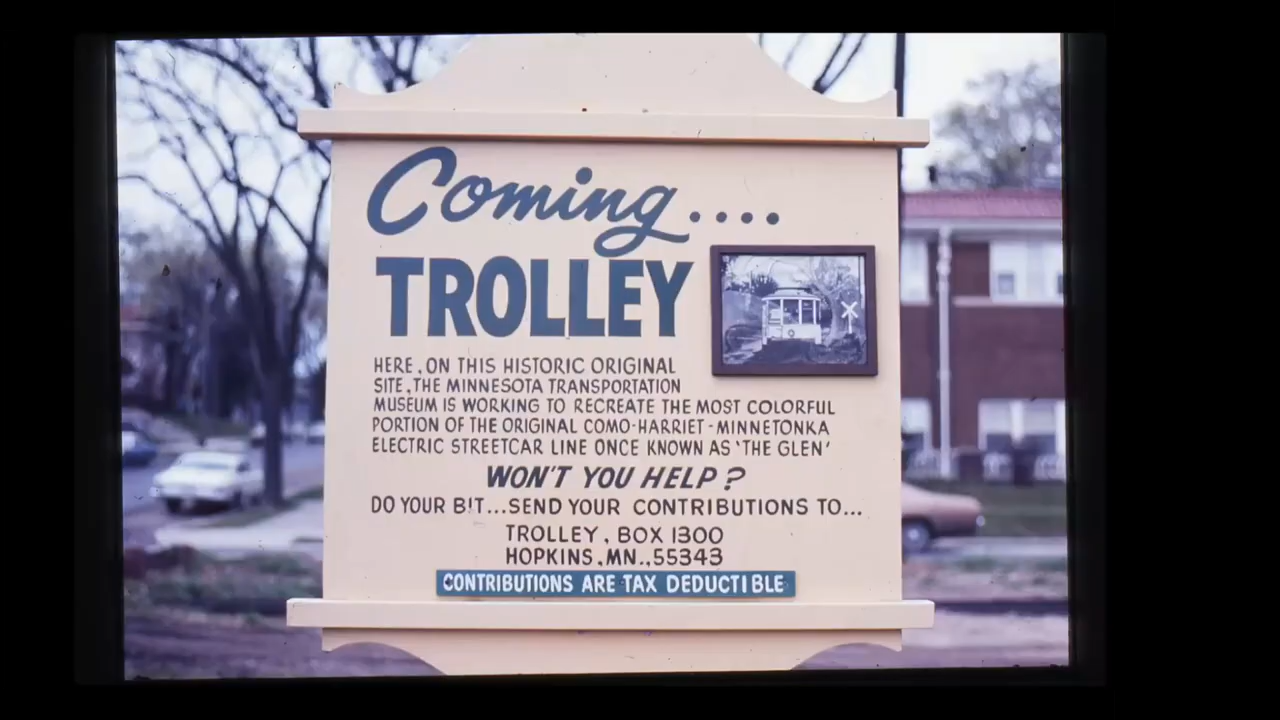 Coming....
TROLLEY
HERE, ON THIS HISTORIC ORIGINAL
SITE, THE MINNESOTA TRANSPORTATION
MUSEUM IS WORKING TO RECREATE THE MOST COLORFUL
PORTION OF THE ORIGINAL COMO-HARRIET-MINNETONKA
ELECTRIC STREETCAR LINE ONCE KNOWN AS 'THE GLEN'
WON'T YOU HELP?
DO YOUR BIT...SEND YOUR CONTRIBUTIONS TO...
TROLLEY, BOX 1300
HOPKINS, MN., 55343
CONTRIBUTIONS ARE TAX DEDUCTIBLE